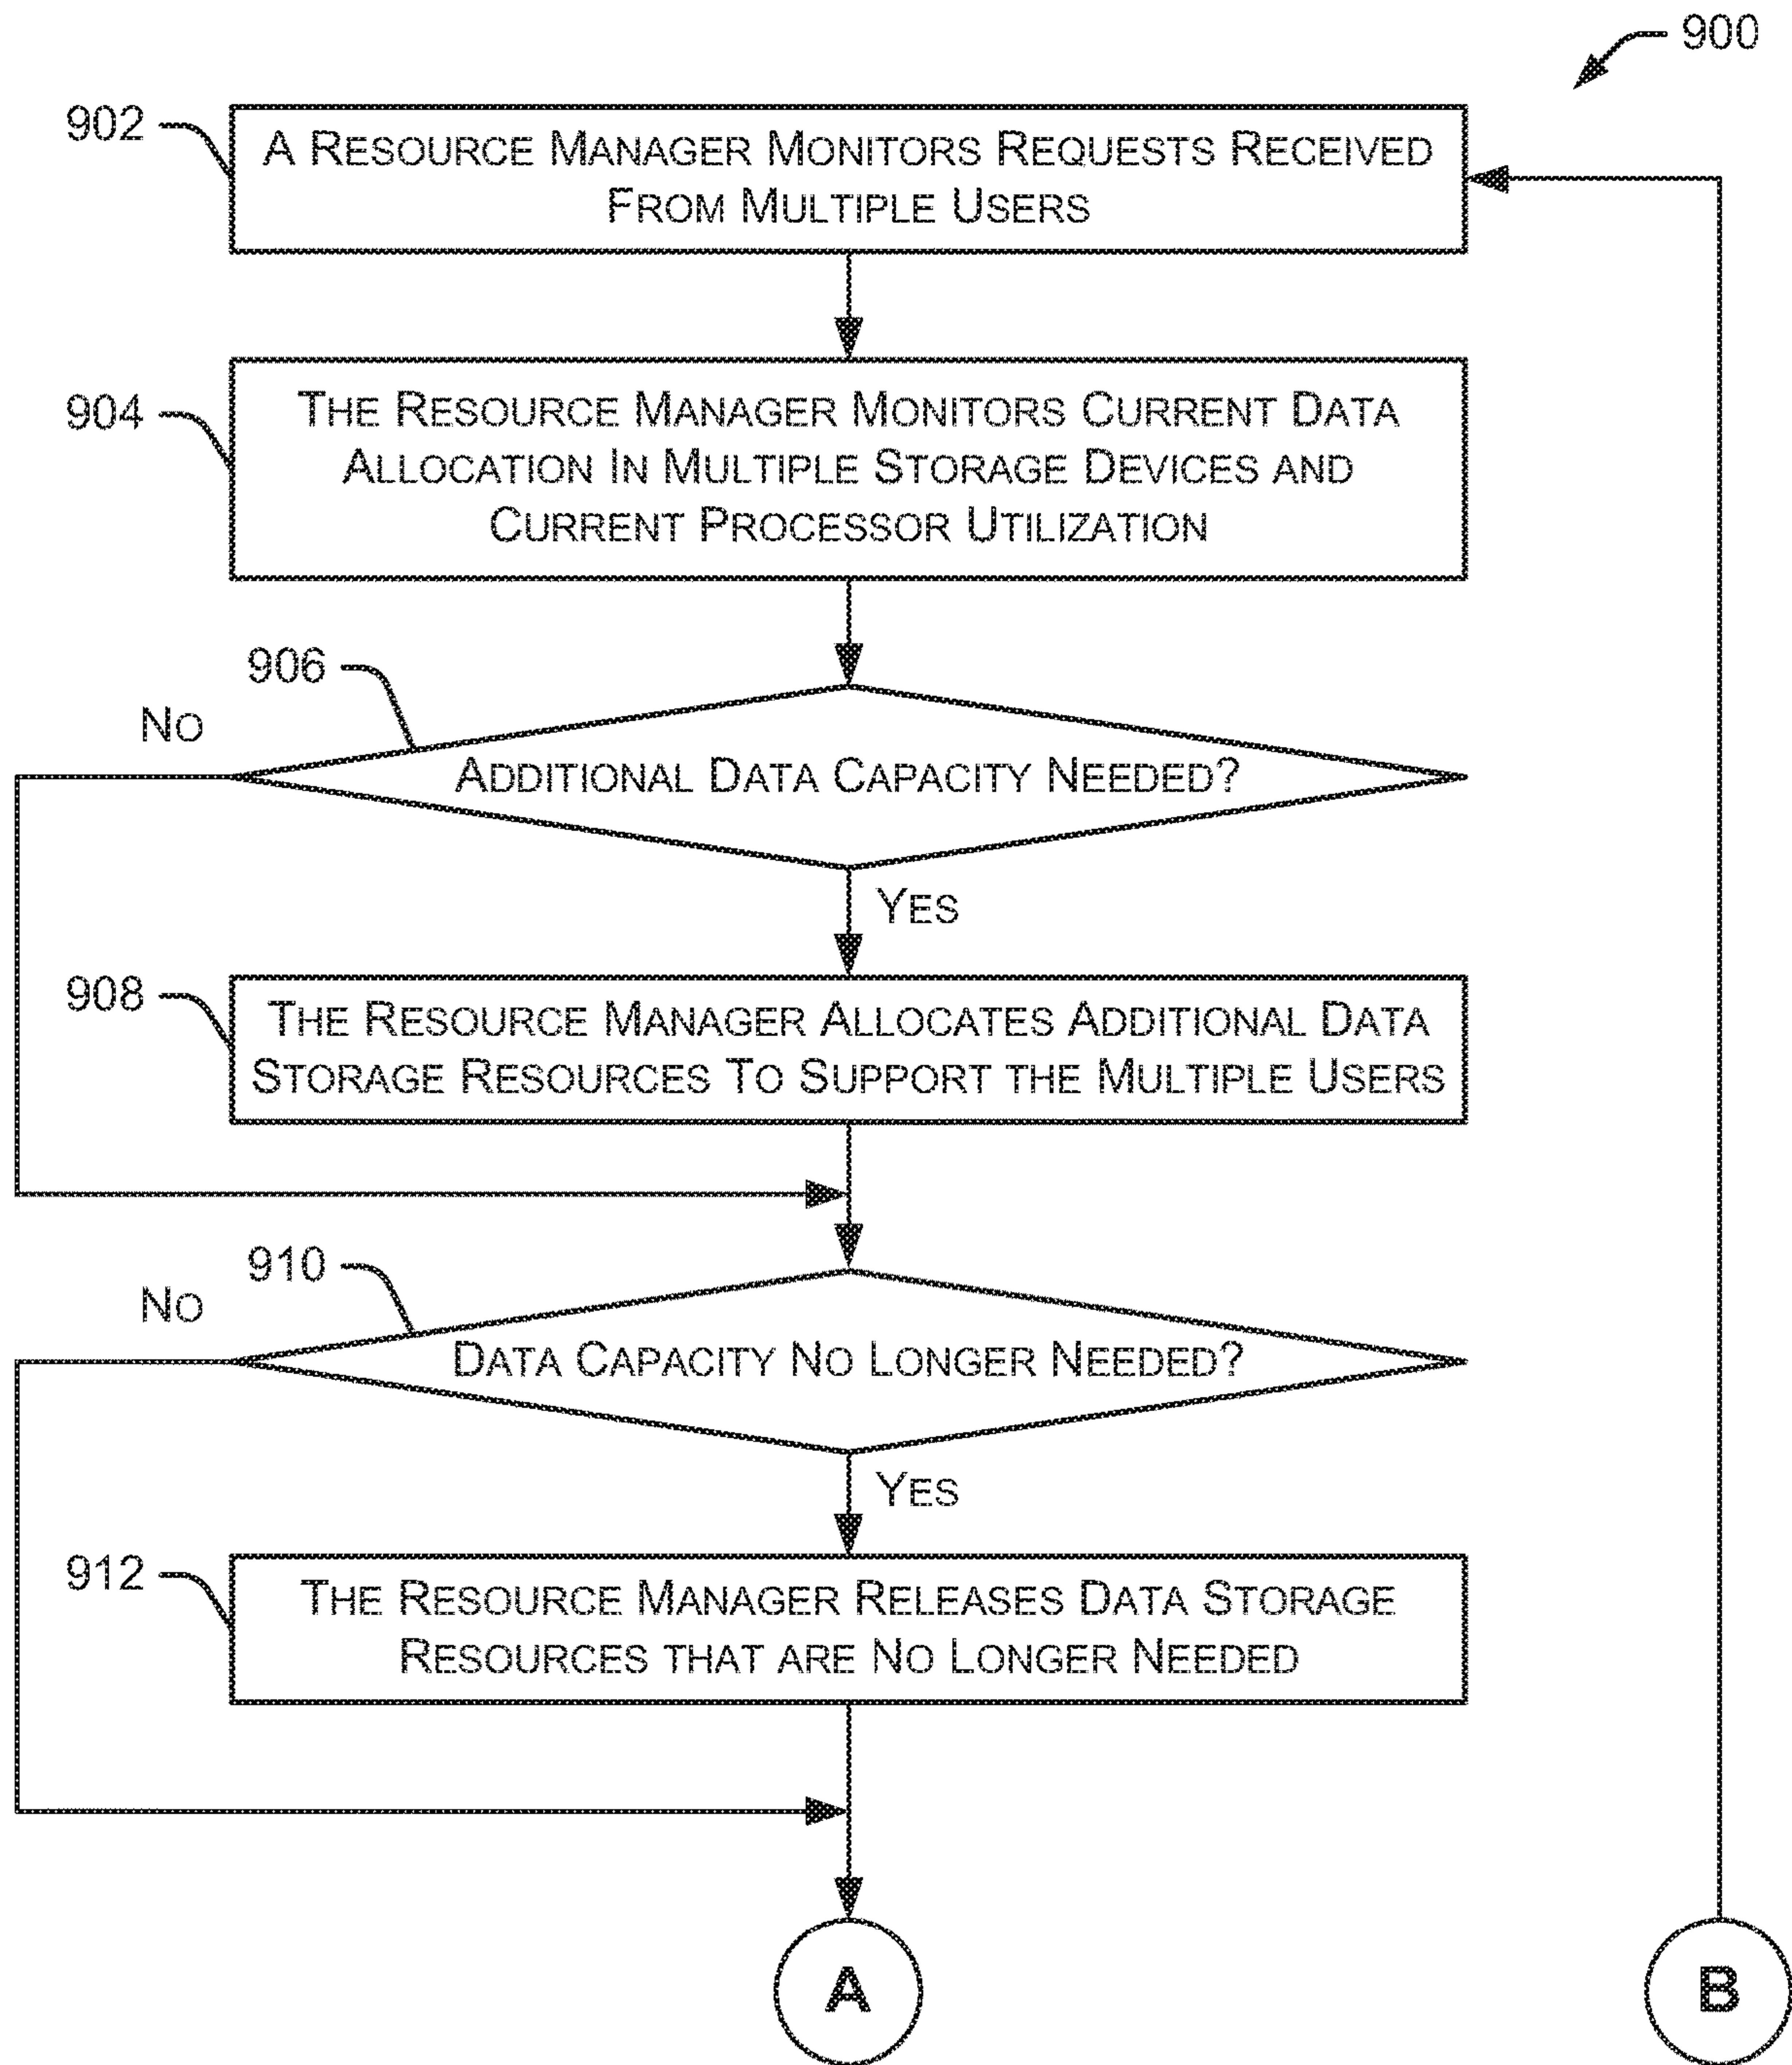 900
902
A RESOURCE MANAGER MONITORS REQUESTS RECEIVED
FROM MULTIPLE USERS
904
THE RESOURCE MANAGER MONITORS CURRENT DATA
ALLOCATION IN MULTIPLE STORAGE DEVICES AND
CURRENT PROCESSOR UTILIZATION
906
NO
ADDITIONAL DATA CAPACITY NEEDED?
YES
908
THE RESOURCE MANAGER ALLOCATES ADDITIONAL DATA
STORAGE RESOURCES TO SUPPORT THE MULTIPLE USERS
910
NO
DATA CAPACITY NO LONGER NEEDED?
YES
912
THE RESOURCE MANAGER RELEASES DATA STORAGE
RESOURCES THAT ARE NO LONGER NEEDED
A
B